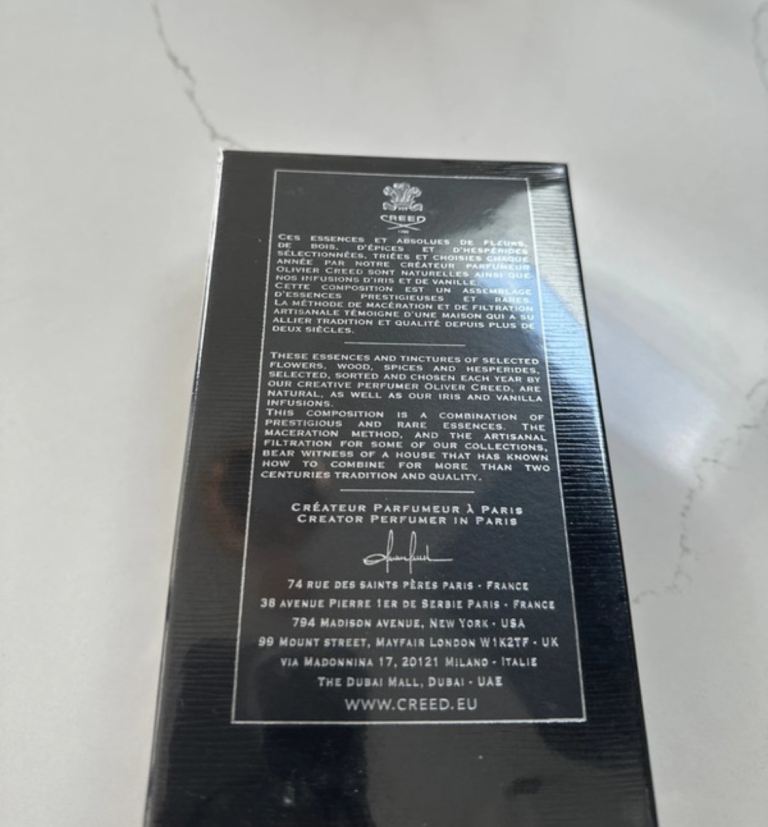 CREED
1760
CES ESSENCES ET ABSOLUES DE FLEURS,
DE BOIS, D'ÉPICES ET D'HESPÉRIDÉS
SÉLECTIONNÉES, TRIÉES ET CHOISIES CHAQUE
ANNÉE PAR NOTRE CRÉATEUR PARFUMEUR
OLIVIER CREED SONT NATURELLES AINSI QUE
NOS INFUSIONS D'IRIS ET DE VANILLE.
CETTE COMPOSITION EST UN ASSEMBLAGE
D'ESSENCES PRESTIGIEUSES ET RARES.
LA MÉTHODE DE MACÉRATION ET DE FILTRATION
ARTISANALE TÉMOIGNE D'UNE MAISON QUI A SU
ALLIER TRADITION ET QUALITÉ DEPUIS PLUS DE
DEUX SIÈCLES.
THESE ESSENCES AND TINCTURES OF SELECTED
FLOWERS, WOOD, SPICES AND HESPERIDES,
SELECTED, SORTED AND CHOSEN EACH YEAR BY
OUR CREATIVE PERFUMER OLIVER CREED, ARE
NATURAL, AS WELL AS OUR IRIS AND VANILLA
INFUSIONS.
THIS COMPOSITION IS A COMBINATION OF
PRESTIGIOUS AND RARE ESSENCES. THE
MACERATION METHOD, AND THE ARTISANAL
FILTRATION FOR SOME OF OUR COLLECTIONS,
BEAR WITNESS OF A HOUSE THAT HAS KNOWN
HOW TO COMBINE FOR MORE THAN TWO
CENTURIES TRADITION AND QUALITY.
CRÉATEUR PARFUMEUR À PARIS
CREATOR PERFUMER IN PARIS
74 RUE DES SAINTS PÈRES PARIS - FRANCE
38 AVENUE PIERRE 1ER DE SERBIE PARIS - FRANCE
794 MADISON AVENUE, NEW YORK - USA
99 MOUNT STREET, MAYFAIR LONDON W1K2TF - UK
VIA MADONNINA 17, 20121 MILANO - ITALIE
THE DUBAI MALL, DUBAI - UAE
WWW.CREED.EU